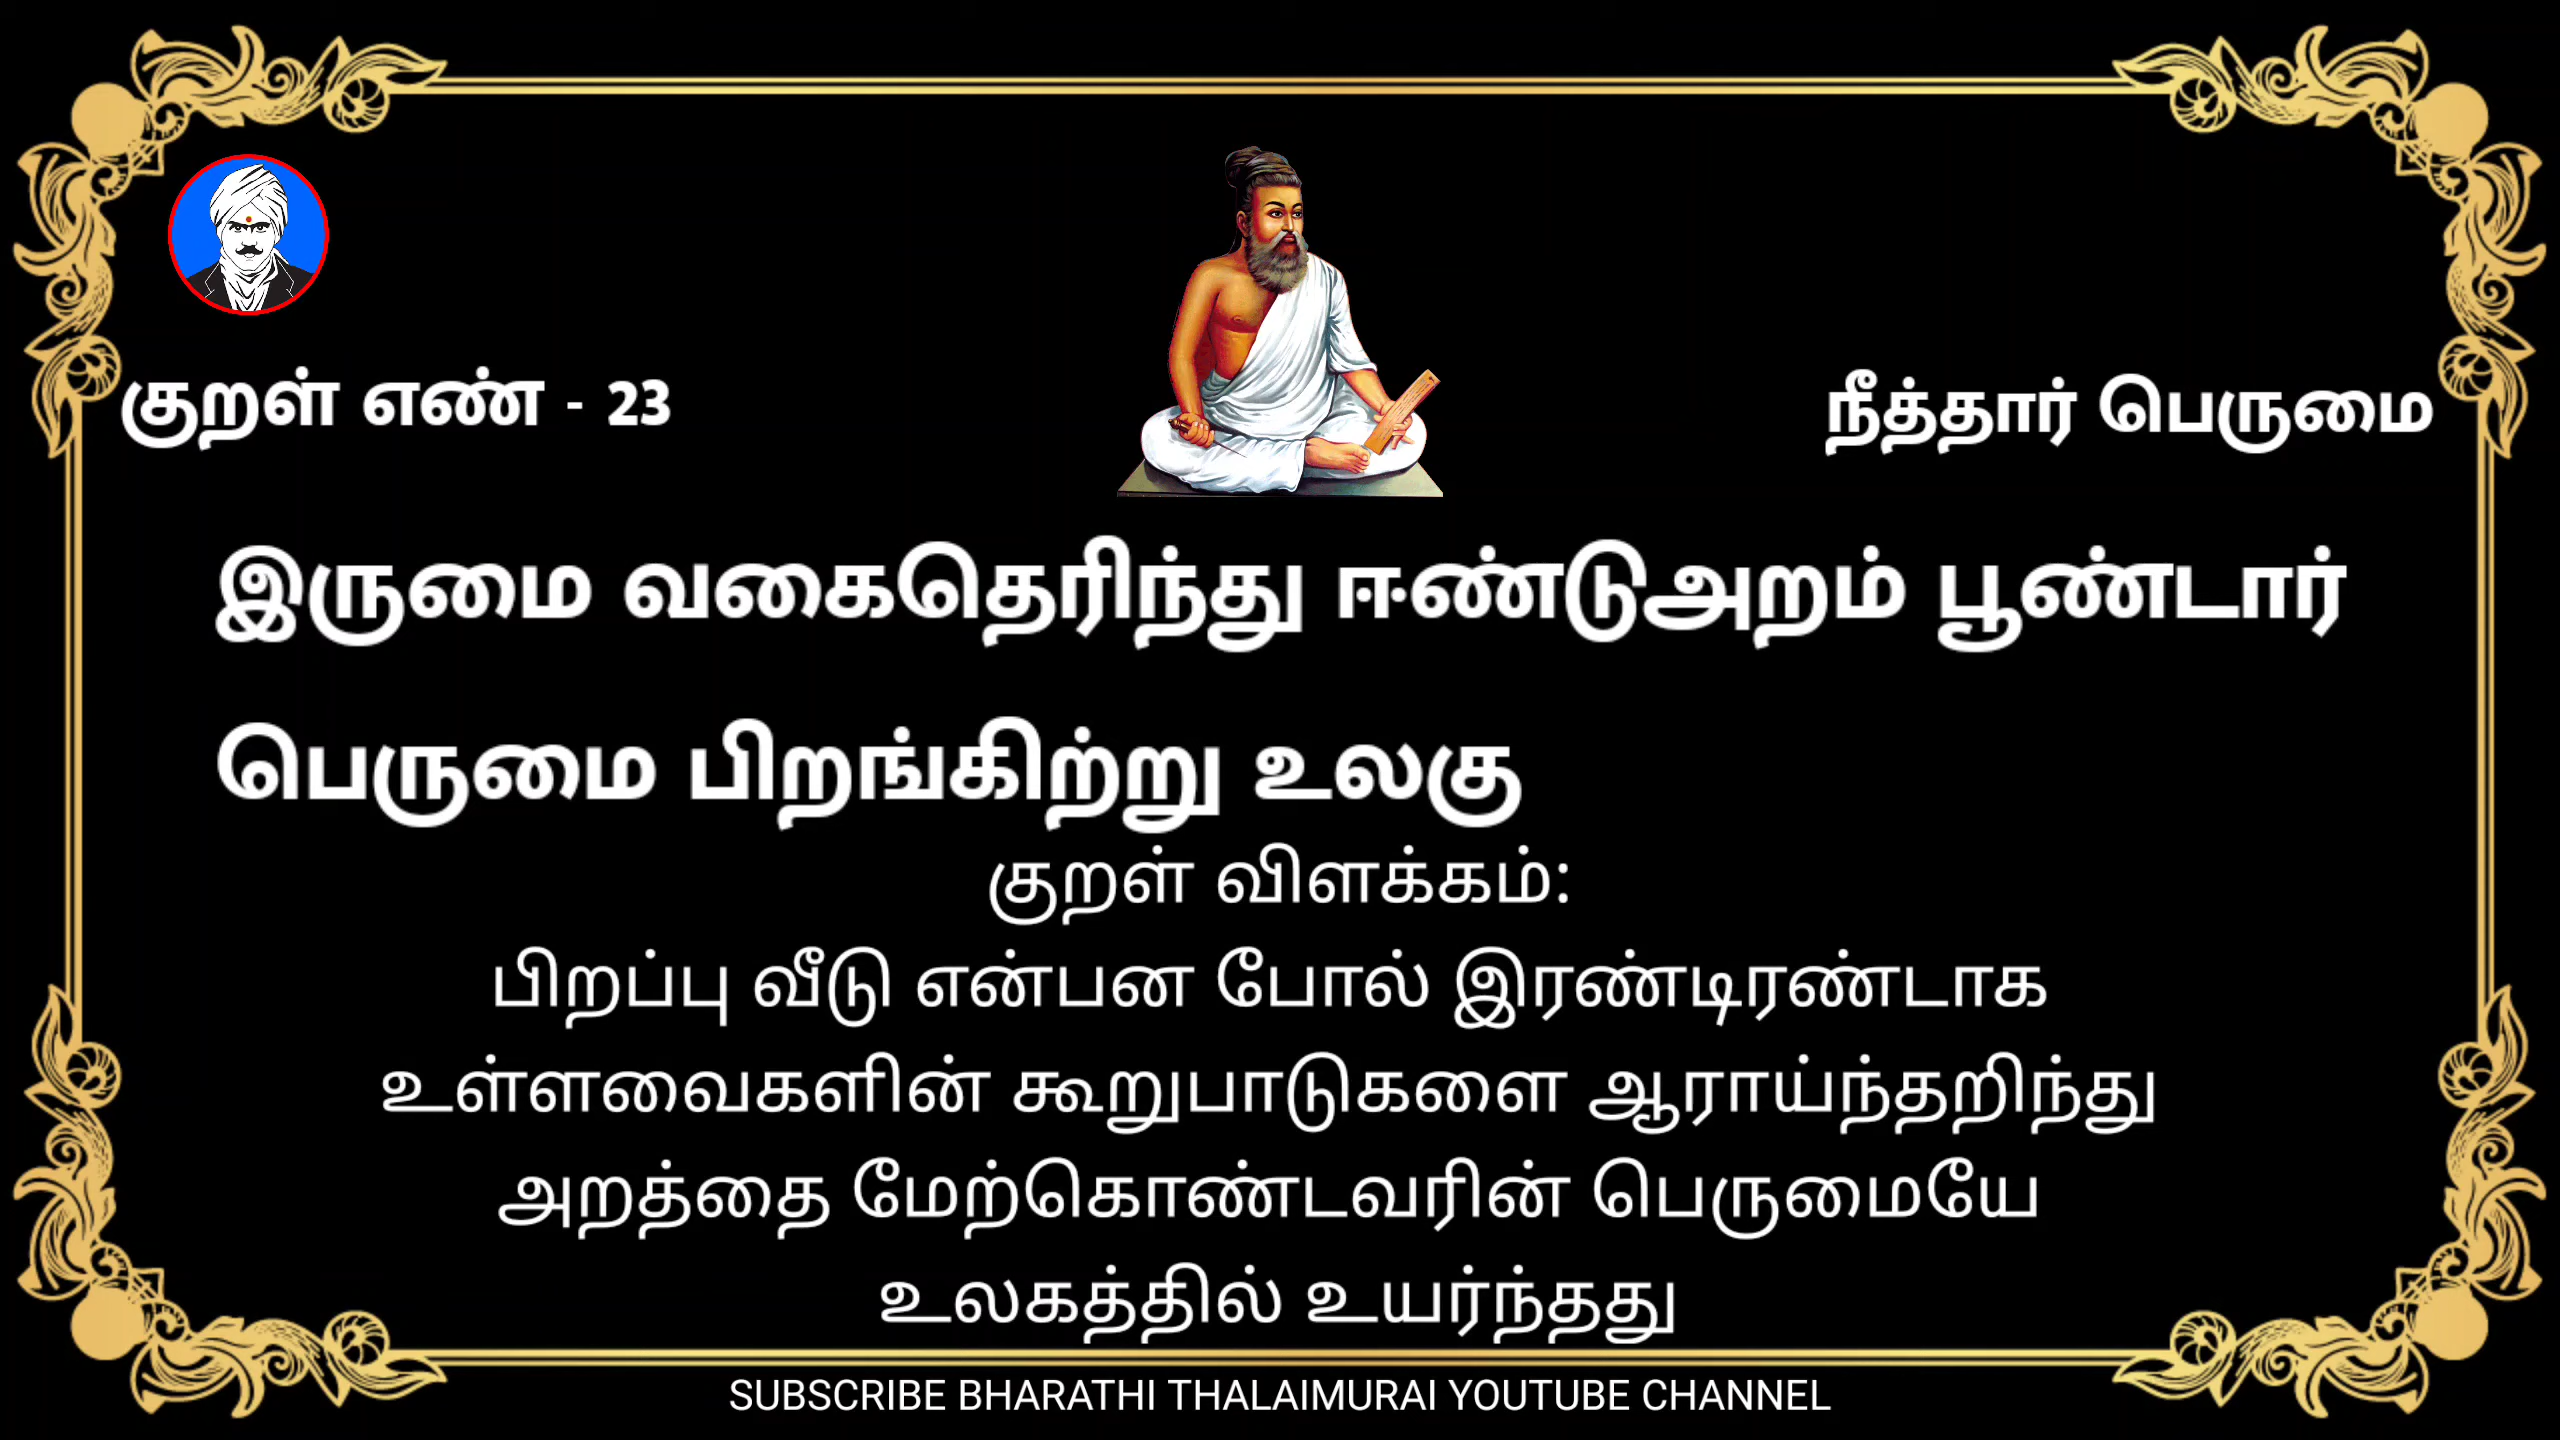 குறள் எண் - 23
நீத்தார் பெருமை
இருமை வகைதெரிந்து ஈண்டுஅறம் பூண்டார்
பெருமை பிறங்கிற்று உலகு
குறள் விளக்கம்:
பிறப்பு வீடு என்பன போல் இரண்டிரண்டாக
உள்ளவைகளின் கூறுபாடுகளை ஆராய்ந்தறிந்து
அறத்தை மேற்கொண்டவரின் பெருமையே
உலகத்தில் உயர்ந்தது
SUBSCRIBE BHARATHI THALAIMURAI YOUTUBE CHANNEL